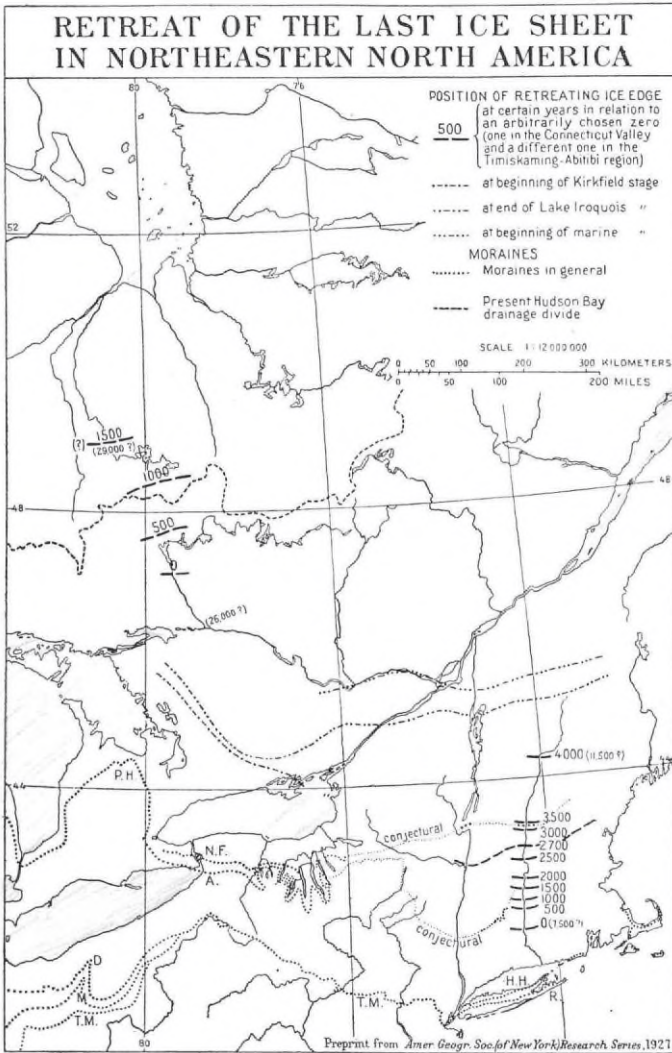 RETREAT OF THE LAST ICE SHEET
IN NORTHEASTERN NORTH AMERICA
80
76
POSITION OF RETREATING ICE EDGE
500
at certain years in relation to
an arbitrarily chosen zero
(one in the Connecticut Valley
and a different one in the
Timiskaming-Abitibi region)
at beginning of Kirkfield stage
at end of Lake Iroquois "
at beginning of marine "
MORAINES
Moraines in general
Present Hudson Bay
drainage divide
52
SCALE 1:12 000 000
0 50 100 200 300 KILOMETERS
0 50 100 200 MILES
(?) 1500
(29,000 ?)
1000
48
48
500
0
(26,000 ?)
4000 (11,500 ?)
44
44
P.H.
76
3500
3000
conjectural
2700
2500
N.F.
A.
2000
1500
1000
500
0 (7,500 ?)
conjectural
D
M.
T.M.
T.M.
H.H.
R.
80
Preprint from Amer. Geogr. Soc. (of New York) Research Series, 1921